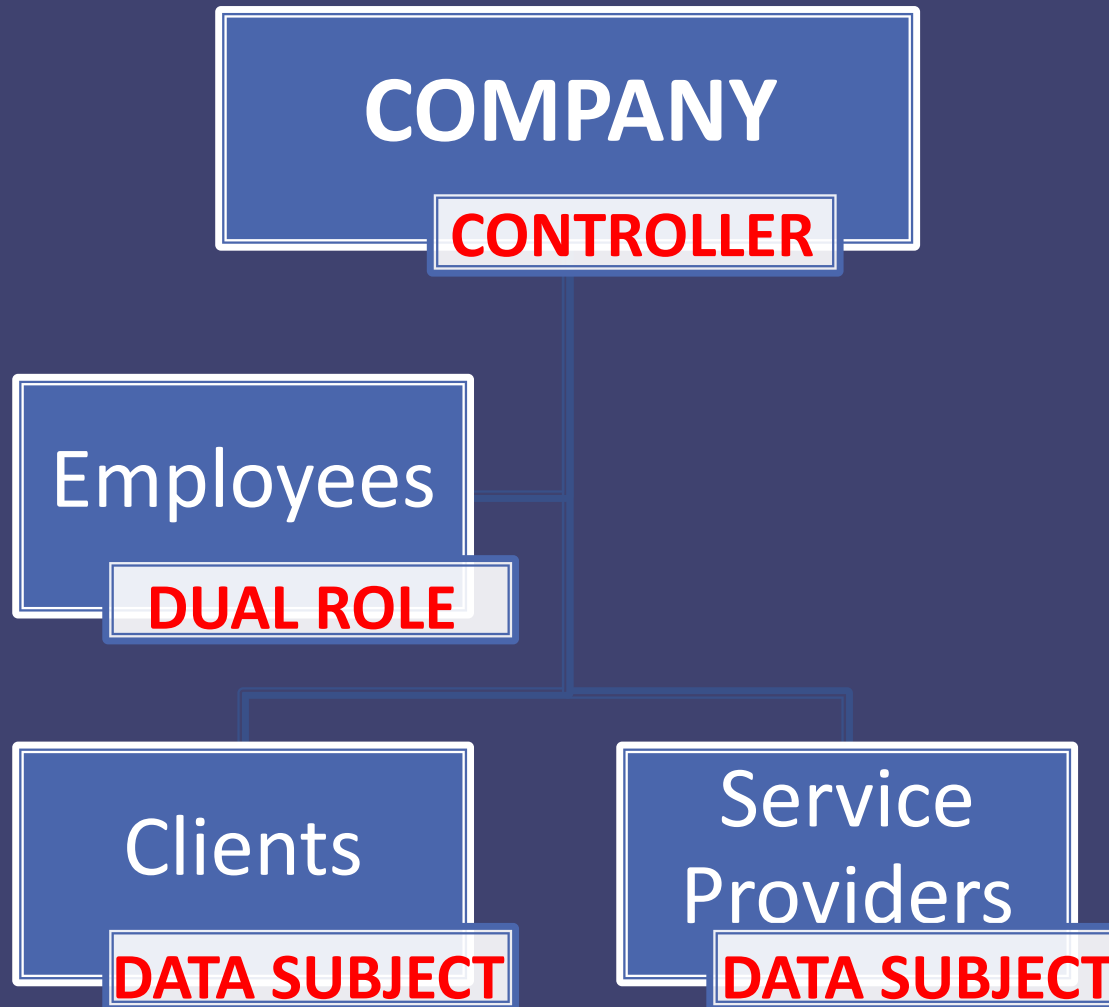 COMPANY
CONTROLLER
Employees
DUAL ROLE
Clients
DATA SUBJECT
Service
Providers
DATA SUBJECT